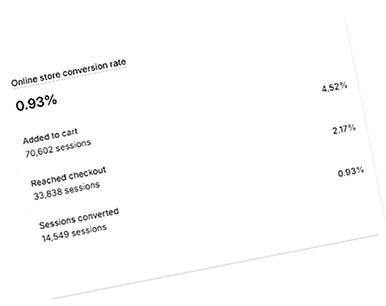 Online store conversion rate
0.93%
Added to cart
70,602 sessions
4.52%
Reached checkout
33,838 sessions
2.17%
Sessions converted
14,549 sessions
0.93%